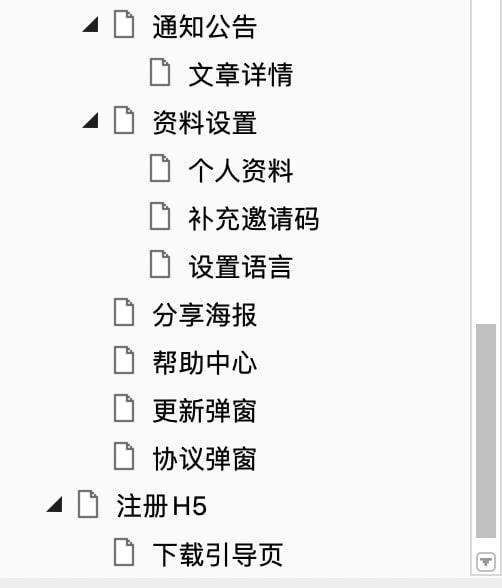 通知公告
文章详情
资料设置
个人资料
补充邀请码
设置语言
分享海报
帮助中心
更新弹窗
协议弹窗
注册H5
下载引导页